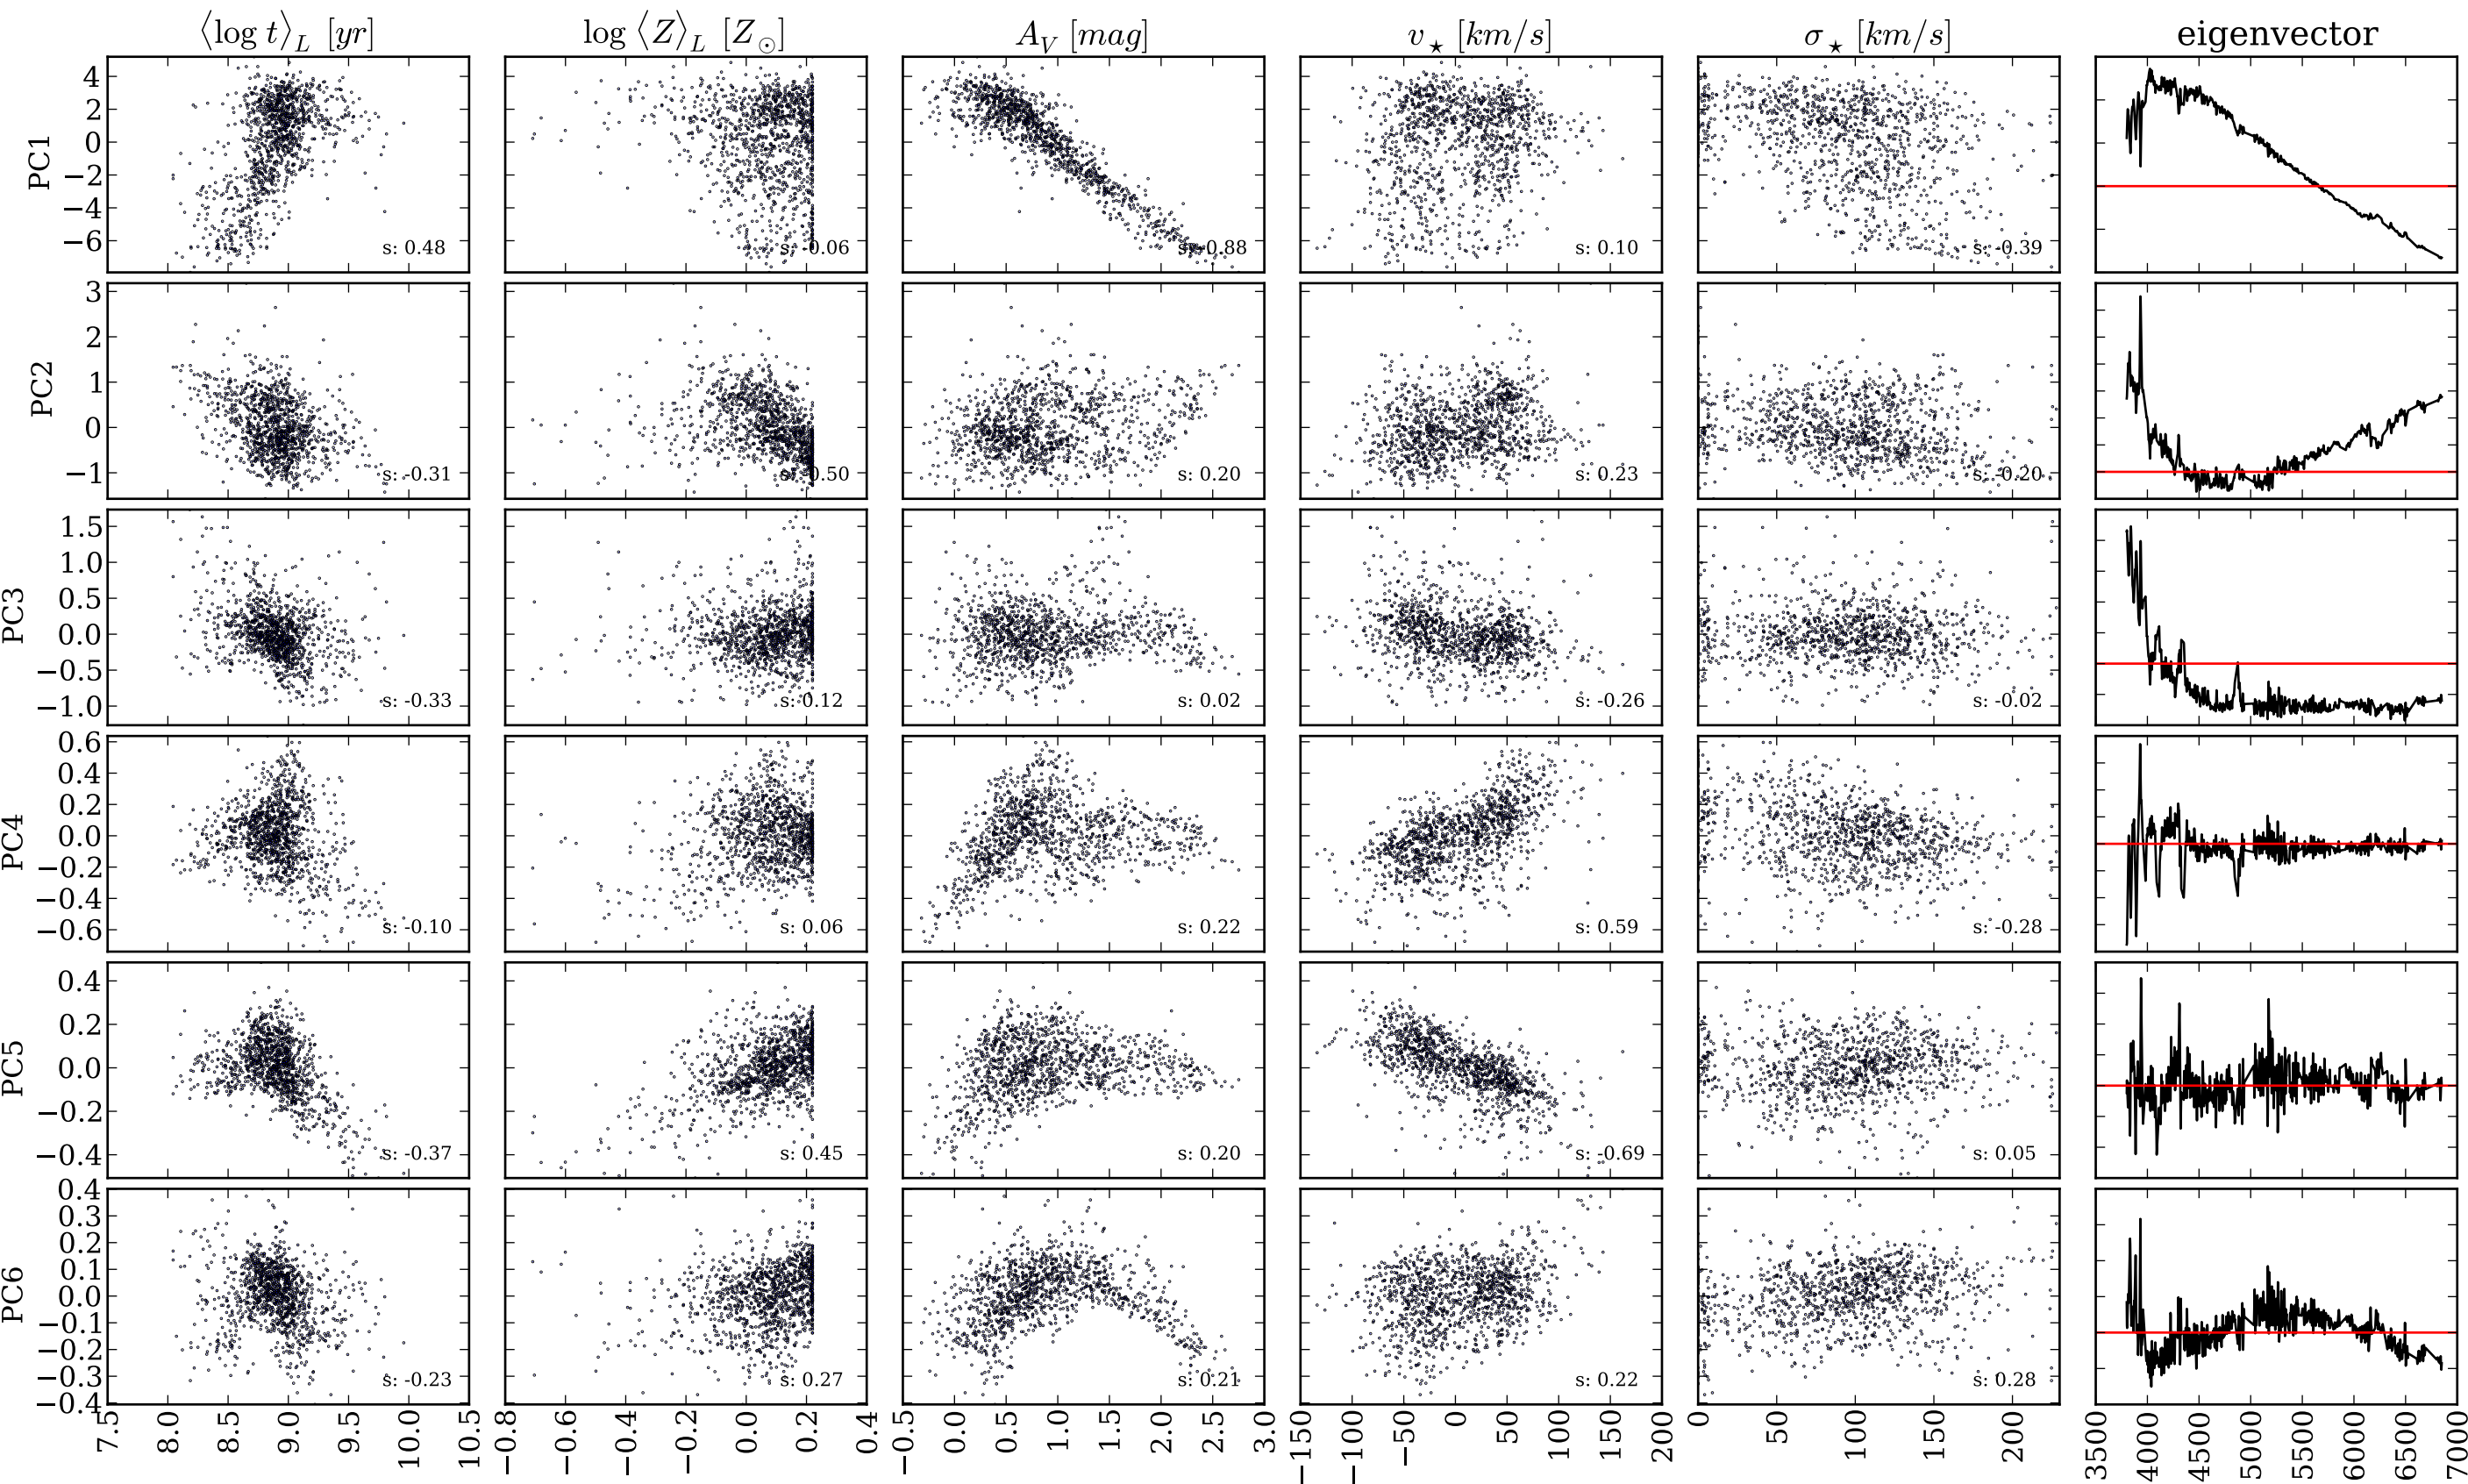 ⟨log t⟩_L [yr] log ⟨Z⟩_L [Z_⊙] A_V [mag] v_⋆ [km/s] σ_⋆ [km/s] eigenvector
PC1
4
2
0
−2
−4
−6
s: 0.48 s: -0.06 s: -0.88 s: 0.10 s: -0.39
PC2
3
2
1
0
−1
s: -0.31 s: -0.50 s: 0.20 s: 0.23 s: -0.20
PC3
1.5
1.0
0.5
0.0
−0.5
−1.0
s: -0.33 s: 0.12 s: 0.02 s: -0.26 s: -0.02
PC4
0.6
0.4
0.2
0.0
−0.2
−0.4
−0.6
s: -0.10 s: 0.06 s: 0.22 s: 0.59 s: -0.28
PC5
0.4
0.2
0.0
−0.2
−0.4
s: -0.37 s: 0.45 s: 0.20 s: -0.69 s: 0.05
PC6
0.4
0.3
0.2
0.1
0.0
−0.1
−0.2
−0.3
−0.4
s: -0.23 s: 0.27 s: 0.21 s: 0.22 s: 0.28
7.5 8.0 8.5 9.0 9.5 10.0 10.5
−0.8 −0.6 −0.4 −0.2 0.0 0.2 0.4
−0.5 0.0 0.5 1.0 1.5 2.0 2.5 3.0
−150 −100 −50 0 50 100 150 200
0 50 100 150 200
3500 4000 4500 5000 5500 6000 6500 7000